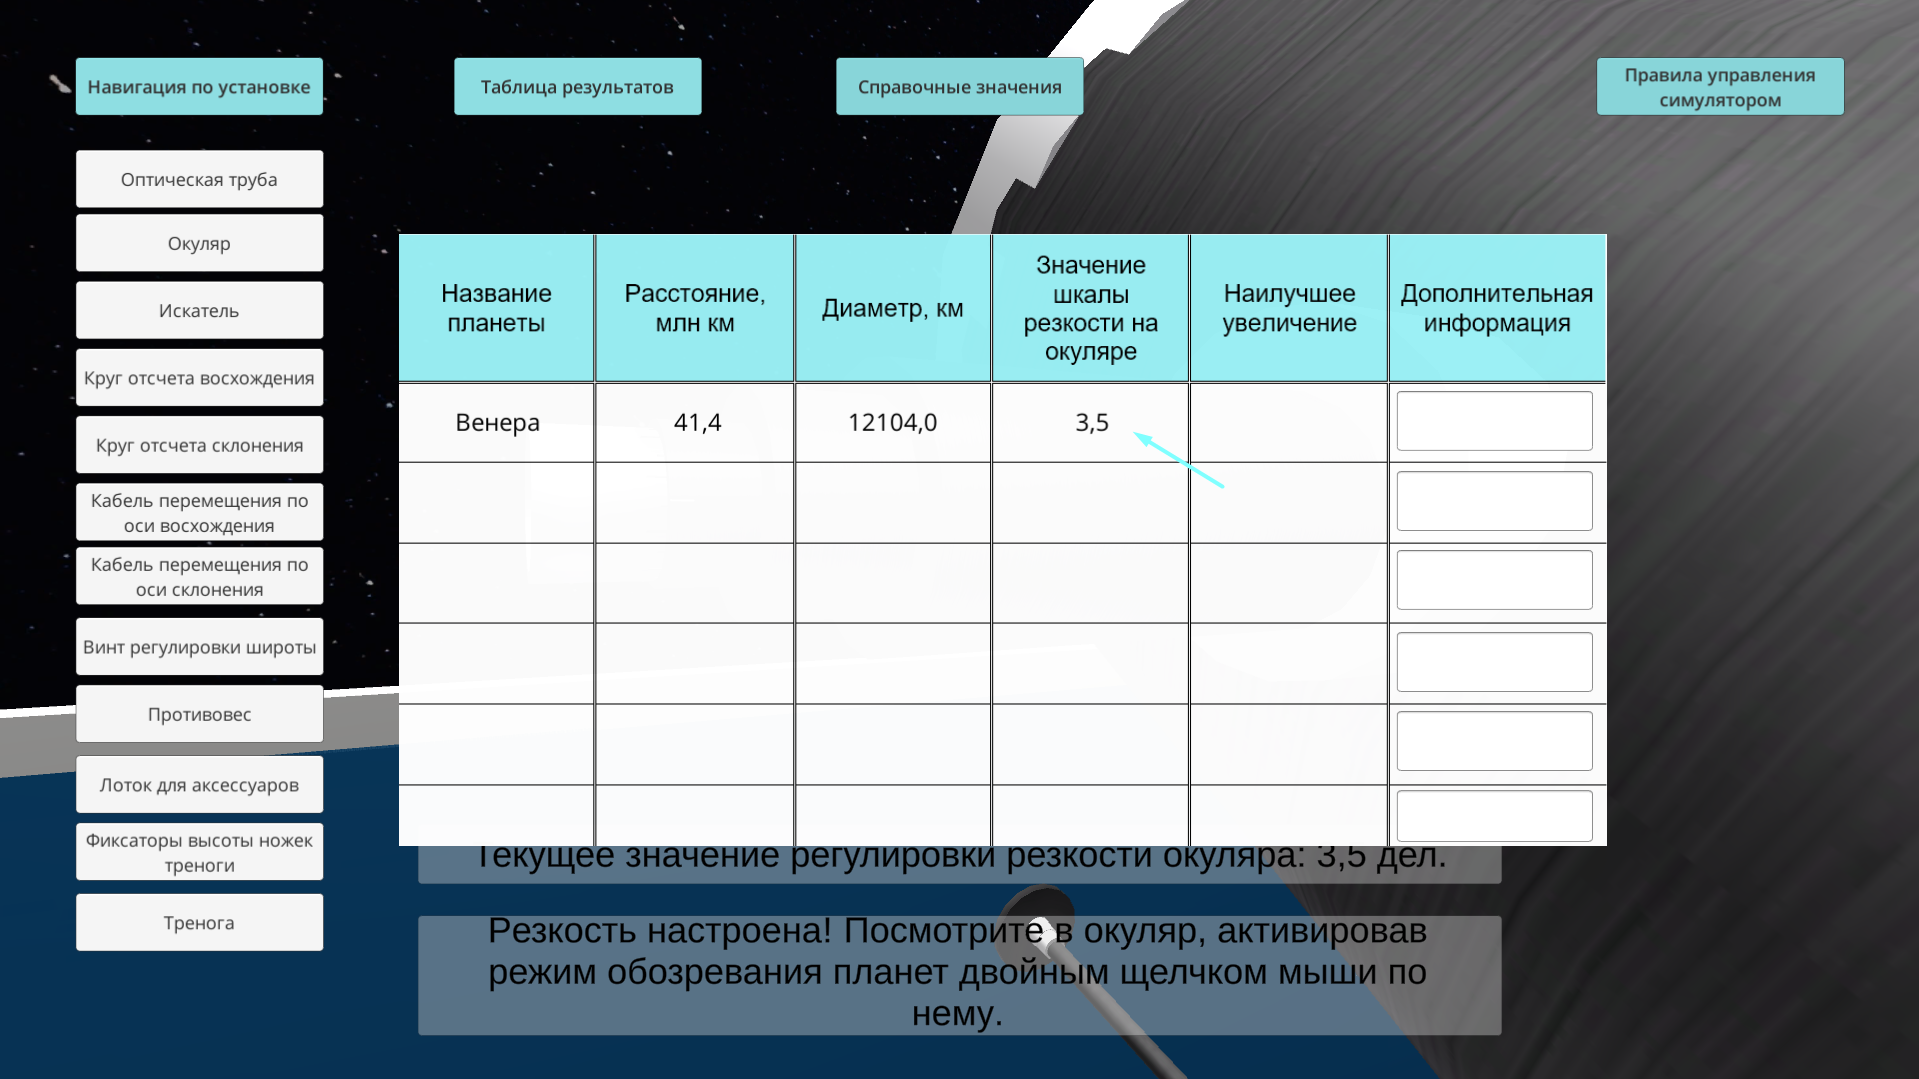 Навигация по установке
Таблица результатов
Справочные значения
Правила управления
симулятором
Оптическая труба
Окуляр
Искатель
Круг отсчета восхождения
Круг отсчета склонения
Кабель перемещения по
оси восхождения
Кабель перемещения по
оси склонения
Винт регулировки широты
Противовес
Лоток для аксессуаров
Фиксаторы высоты ножек
треноги
Тренога
Название
планеты
Расстояние,
млн км
Диаметр, км
Значение
шкалы
резкости на
окуляре
Наилучшее
увеличение
Дополнительная
информация
Венера
41,4
12104,0
3,5
Текущее значение регулировки резкости окуляра: 3,5 дел.
Резкость настроена! Посмотрите в окуляр, активировав
режим обозревания планет двойным щелчком мыши по
нему.